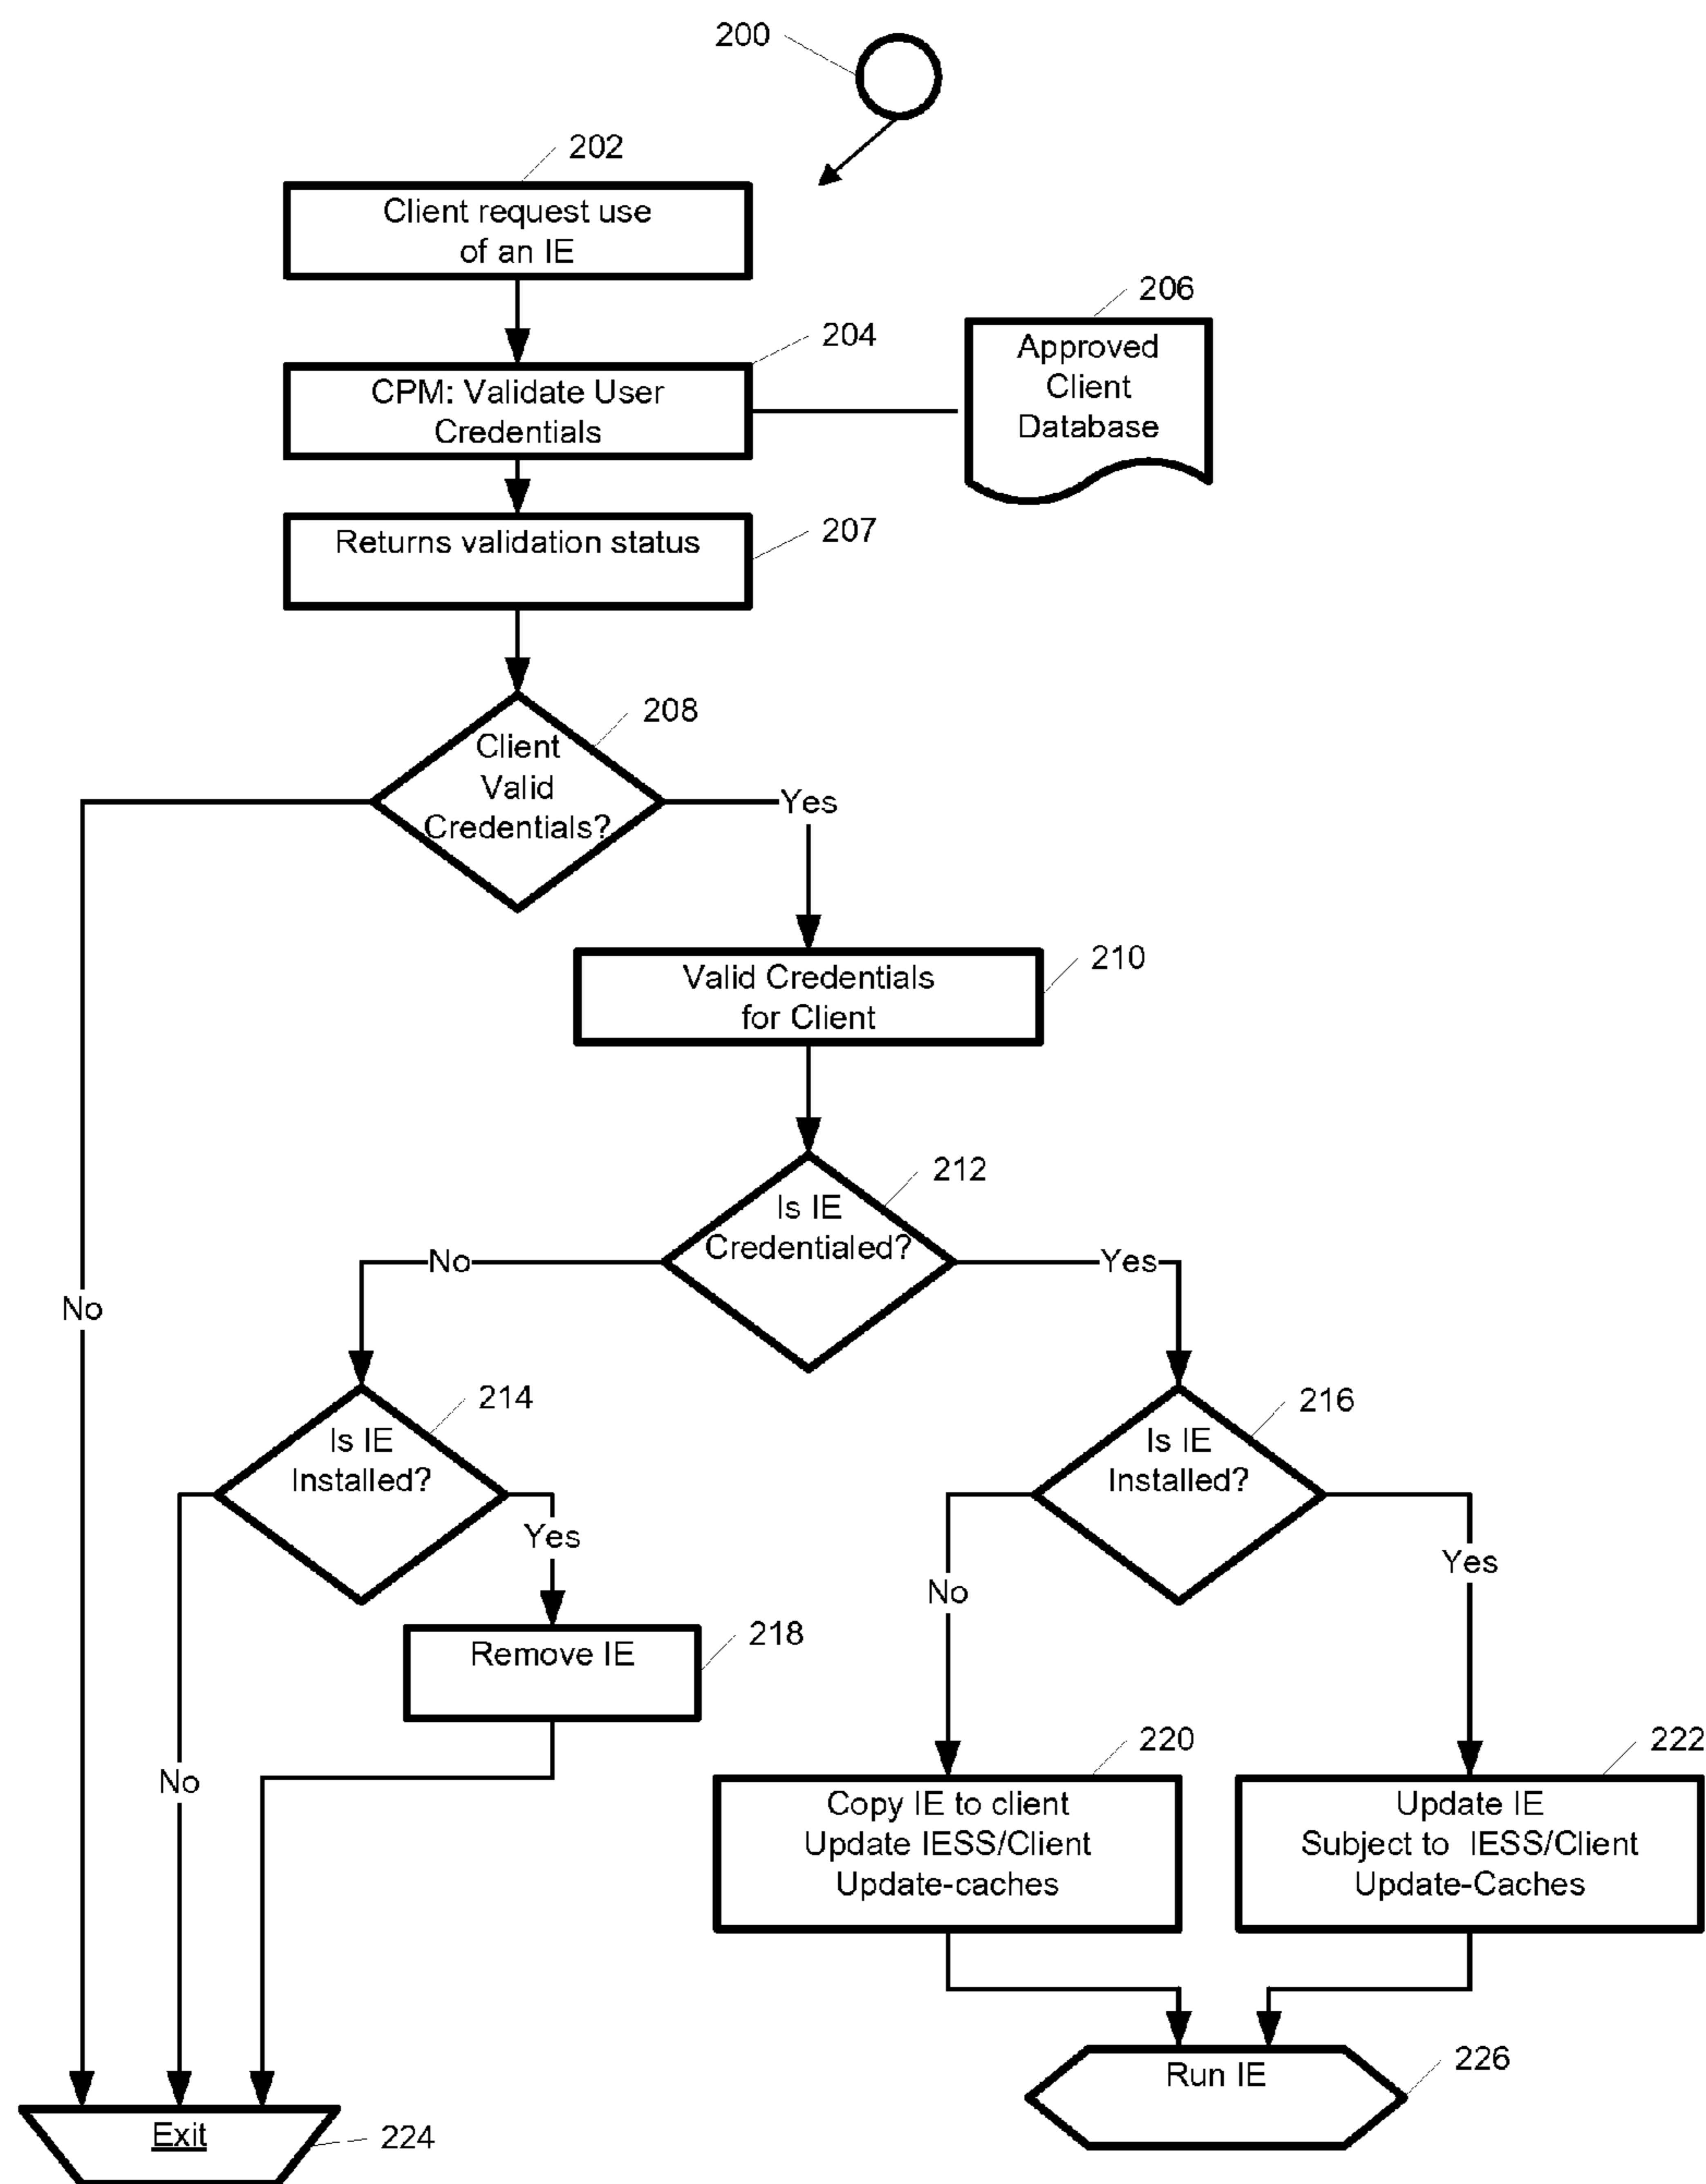 200
202
Client request use
of an IE
206
Approved
Client
Database
204
CPM: Validate User
Credentials
207
Returns validation status
208
Client
Valid
Credentials?
Yes
210
Valid Credentials
for Client
212
Is IE
Credentialed?
No
Yes
No
214
Is IE
Installed?
216
Is IE
Installed?
Yes
Yes
No
218
Remove IE
No
220
Copy IE to client
Update IESS/Client
Update-caches
222
Update IE
Subject to IESS/Client
Update-Caches
226
Run IE
Exit
224